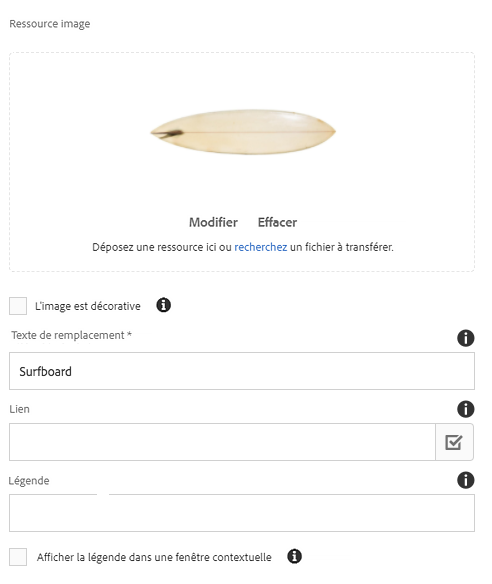 Ressource image
Modifier Effacer
Déposez une ressource ici ou recherchez un fichier à transférer.
L'image est décorative
Texte de remplacement *
Surfboard
Lien
Légende
Afficher la légende dans une fenêtre contextuelle